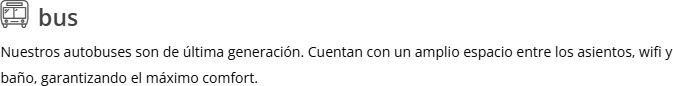 bus
Nuestros autobuses son de última generación. Cuentan con un amplio espacio entre los asientos, wifi y
baño, garantizando el máximo comfort.